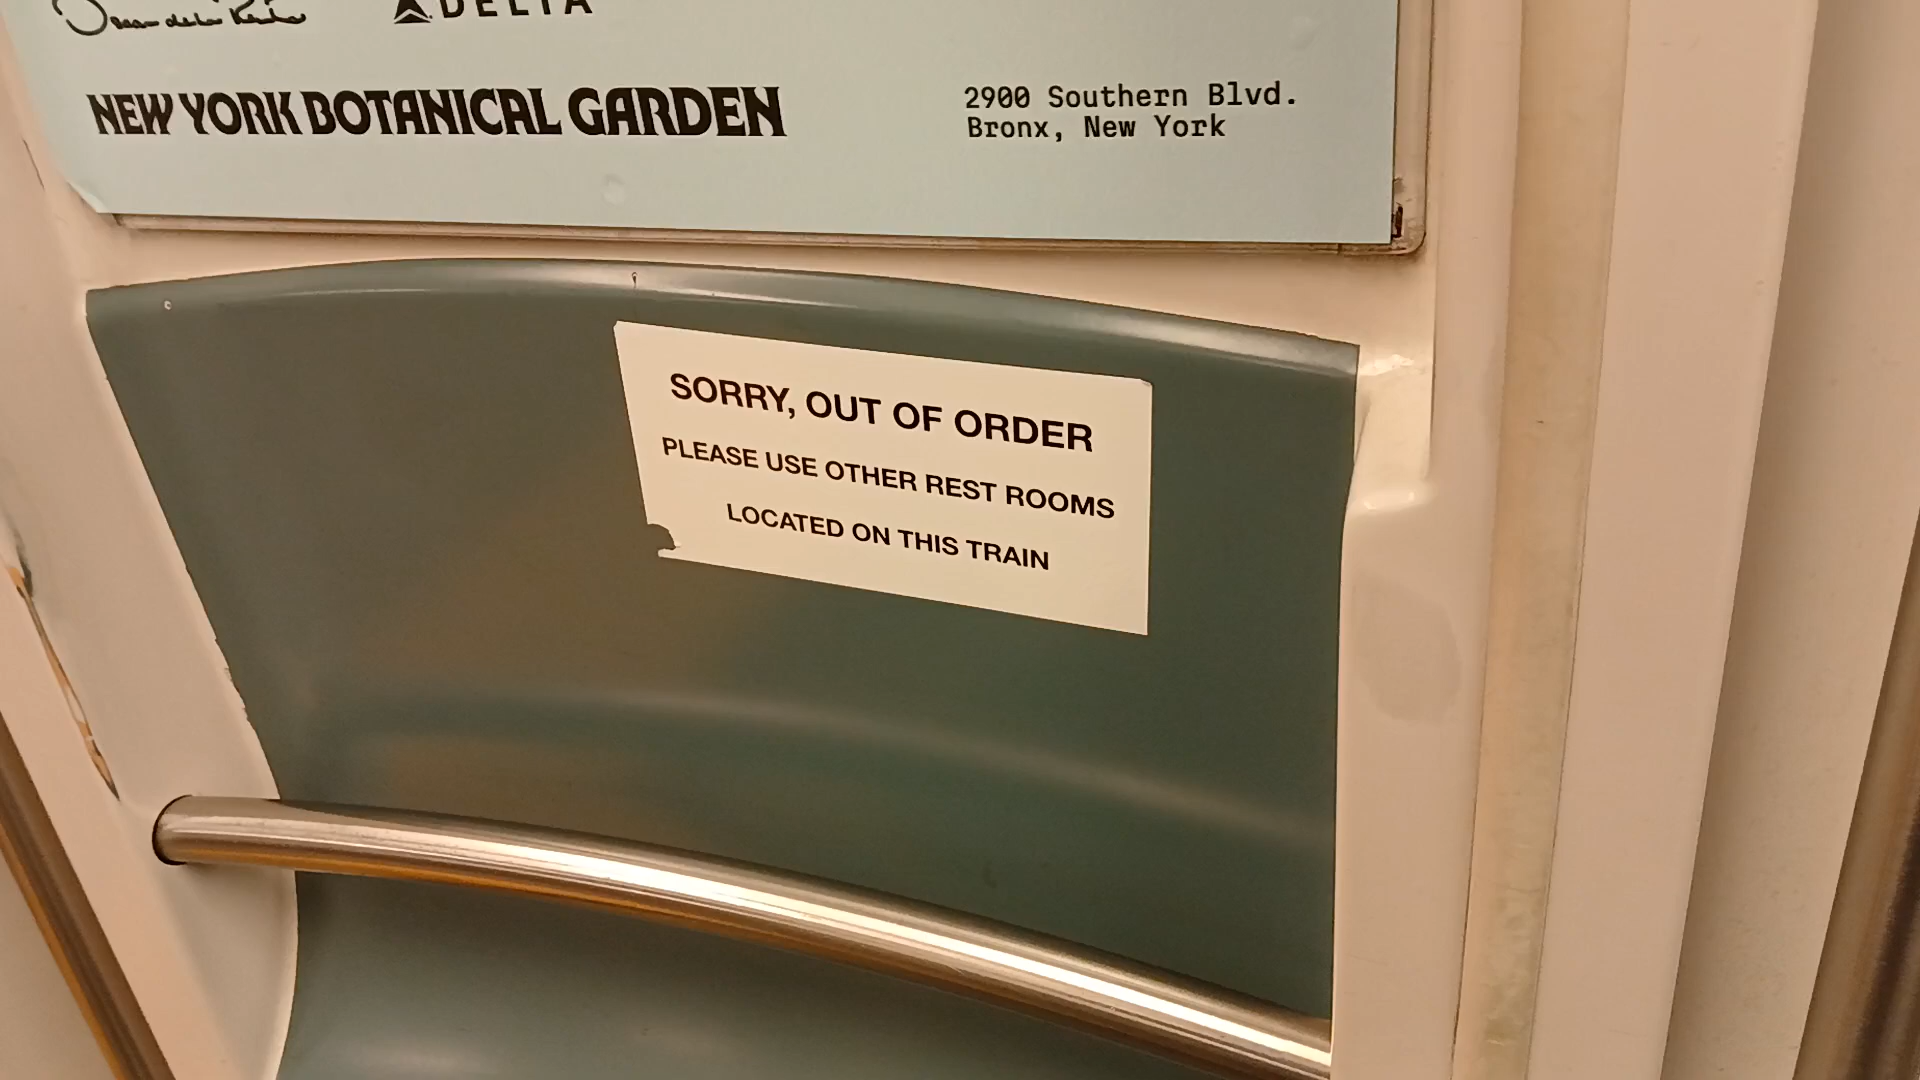 DELTA
NEW YORK BOTANICAL GARDEN
2900 Southern Blvd.
Bronx, New York
SORRY, OUT OF ORDER
PLEASE USE OTHER REST ROOMS
LOCATED ON THIS TRAIN